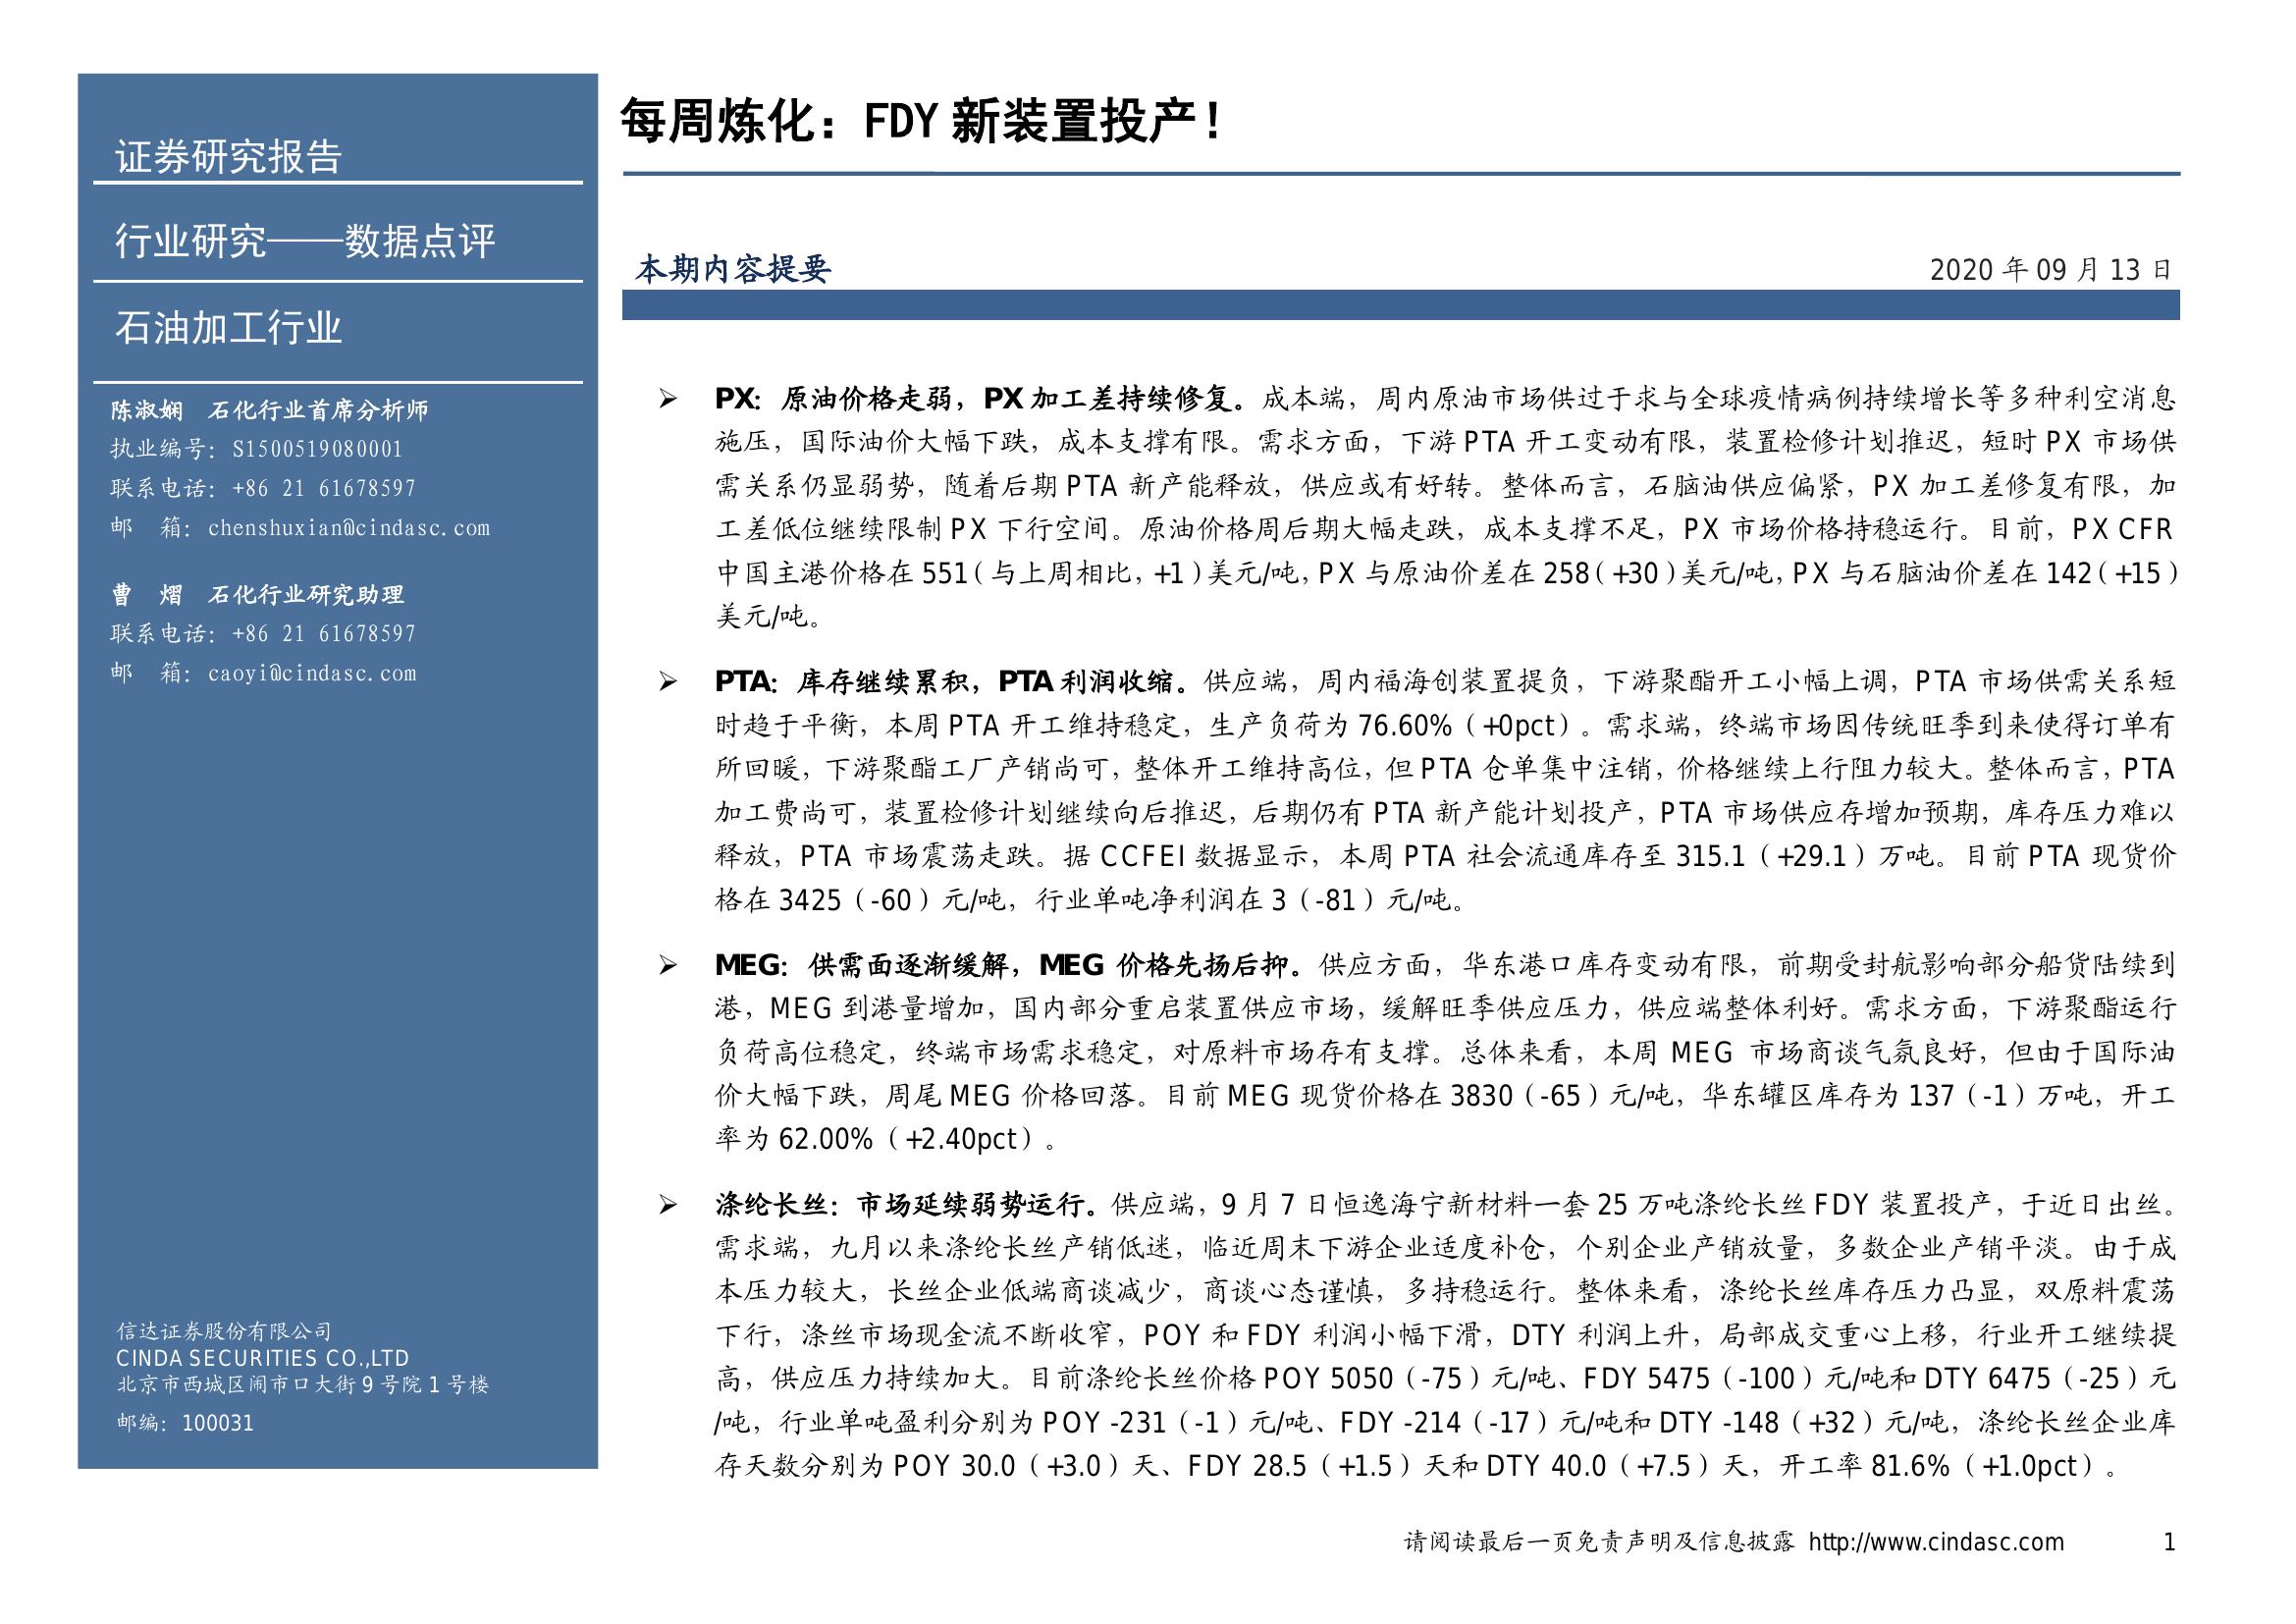 证券研究报告
行业研究——数据点评
石油加工行业
陈淑娴 石化行业首席分析师
执业编号：S1500519080001
联系电话：+86 21 61678597
邮 箱：chenshuxian@cindasc.com
曹 熠 石化行业研究助理
联系电话：+86 21 61678597
邮 箱：caoyi@cindasc.com
信达证券股份有限公司
CINDA SECURITIES CO.,LTD
北京市西城区闹市口大街9号院1号楼
邮编：100031
每周炼化：FDY 新装置投产！
本期内容提要
2020 年 09 月 13 日
➢ PX：原油价格走弱，PX 加工差持续修复。成本端，周内原油市场供过于求与全球疫情病例持续增长等多种利空消息
施压，国际油价大幅下跌，成本支撑有限。需求方面，下游 PTA 开工变动有限，装置检修计划推迟，短时 PX 市场供
需关系仍显弱势，随着后期 PTA 新产能释放，供应或有好转。整体而言，石脑油供应偏紧，PX 加工差修复有限，加
工差低位继续限制 PX 下行空间。原油价格周后期大幅走跌，成本支撑不足，PX 市场价格持稳运行。目前，PX CFR
中国主港价格在 551（与上周相比，+1）美元/吨，PX 与原油价差在 258（+30）美元/吨，PX 与石脑油价差在 142（+15）
美元/吨。
➢ PTA：库存继续累积，PTA 利润收缩。供应端，周内福海创装置提负，下游聚酯开工小幅上调，PTA 市场供需关系短
时趋于平衡，本周 PTA 开工维持稳定，生产负荷为 76.60%（+0pct）。需求端，终端市场因传统旺季到来使得订单有
所回暖，下游聚酯工厂产销尚可，整体开工维持高位，但 PTA 仓单集中注销，价格继续上行阻力较大。整体而言，PTA
加工费尚可，装置检修计划继续向后推迟，后期仍有 PTA 新产能计划投产，PTA 市场供应存增加预期，库存压力难以
释放，PTA 市场震荡走跌。据 CCFEI 数据显示，本周 PTA 社会流通库存至 315.1（+29.1）万吨。目前 PTA 现货价
格在 3425（-60）元/吨，行业单吨净利润在 3（-81）元/吨。
➢ MEG：供需面逐渐缓解，MEG 价格先扬后抑。供应方面，华东港口库存变动有限，前期受封航影响部分船货陆续到
港，MEG 到港量增加，国内部分重启装置供应市场，缓解旺季供应压力，供应端整体利好。需求方面，下游聚酯运行
负荷高位稳定，终端市场需求稳定，对原料市场存有支撑。总体来看，本周 MEG 市场商谈气氛良好，但由于国际油
价大幅下跌，周尾 MEG 价格回落。目前 MEG 现货价格在 3830（-65）元/吨，华东罐区库存为 137（-1）万吨，开工
率为 62.00%（+2.40pct）。
➢ 涤纶长丝：市场延续弱势运行。供应端，9 月 7 日恒逸海宁新材料一套 25 万吨涤纶长丝 FDY 装置投产，于近日出丝。
需求端，九月以来涤纶长丝产销低迷，临近周末下游企业适度补仓，个别企业产销放量，多数企业产销平淡。由于成
本压力较大，长丝企业低端商谈减少，商谈心态谨慎，多持稳运行。整体来看，涤纶长丝库存压力凸显，双原料震荡
下行，涤丝市场现金流不断收窄，POY 和 FDY 利润小幅下滑，DTY 利润上升，局部成交重心上移，行业开工继续提
高，供应压力持续加大。目前涤纶长丝价格 POY 5050（-75）元/吨、FDY 5475（-100）元/吨和 DTY 6475（-25）元
/吨，行业单吨盈利分别为 POY -231（-1）元/吨、FDY -214（-17）元/吨和 DTY -148（+32）元/吨，涤纶长丝企业库
存天数分别为 POY 30.0（+3.0）天、FDY 28.5（+1.5）天和 DTY 40.0（+7.5）天，开工率 81.6%（+1.0pct）。
请阅读最后一页免责声明及信息披露 http://www.cindasc.com 1